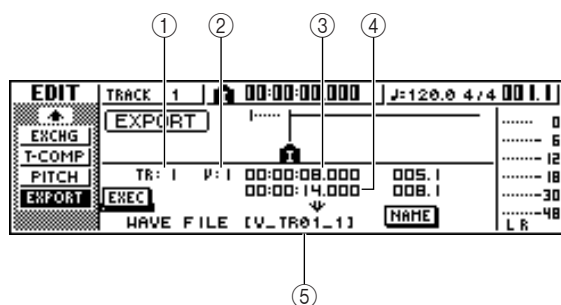 ① ② ③ ④
EDIT TRACK 1 00:00:00.000 ♩=120.0 4/4 001.1
EXPORT
EXCHG
T-COMP
PITCH
EXPORT
TR: 1 V:1 00:00:08.000 005.1
EXEC 00:00:14.000 008.1
WAVE FILE [V_TR01_1] NAME
0
6
12
18
30
48
L R
⑤